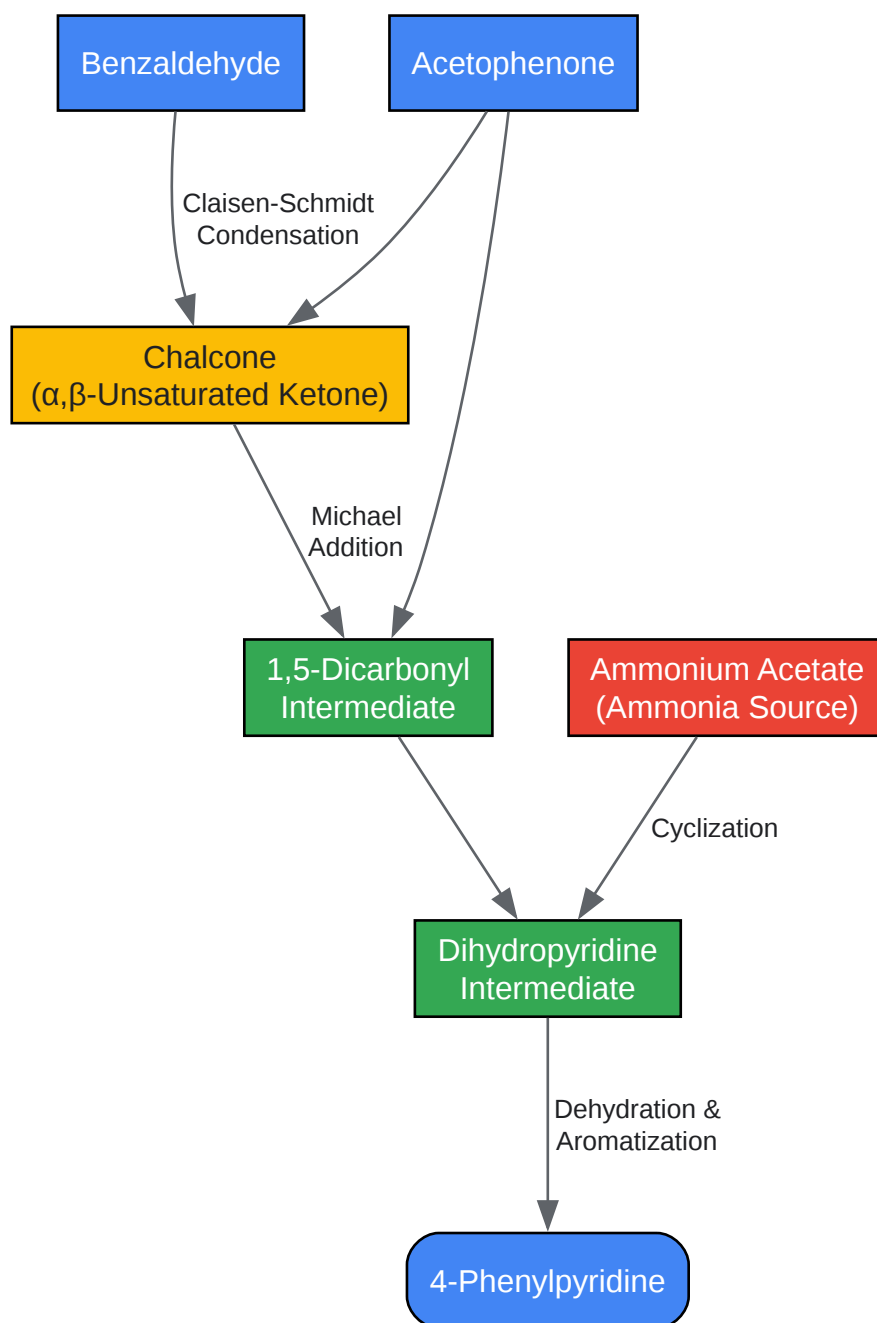 Benzaldehyde
Acetophenone
Claisen-Schmidt
Condensation
Chalcone
(α,β-Unsaturated Ketone)
Michael
Addition
1,5-Dicarbonyl
Intermediate
Ammonium Acetate
(Ammonia Source)
Cyclization
Dihydropyridine
Intermediate
Dehydration &
Aromatization
4-Phenylpyridine